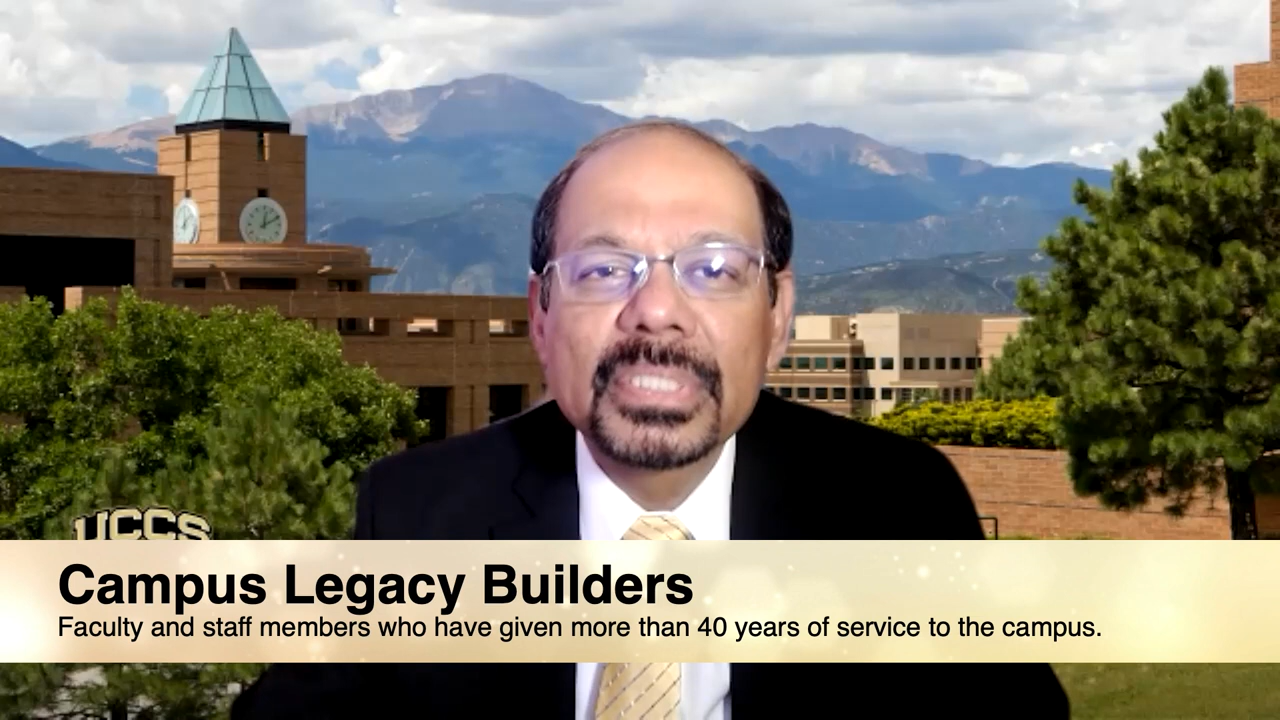 UCCS
Campus Legacy Builders
Faculty and staff members who have given more than 40 years of service to the campus.